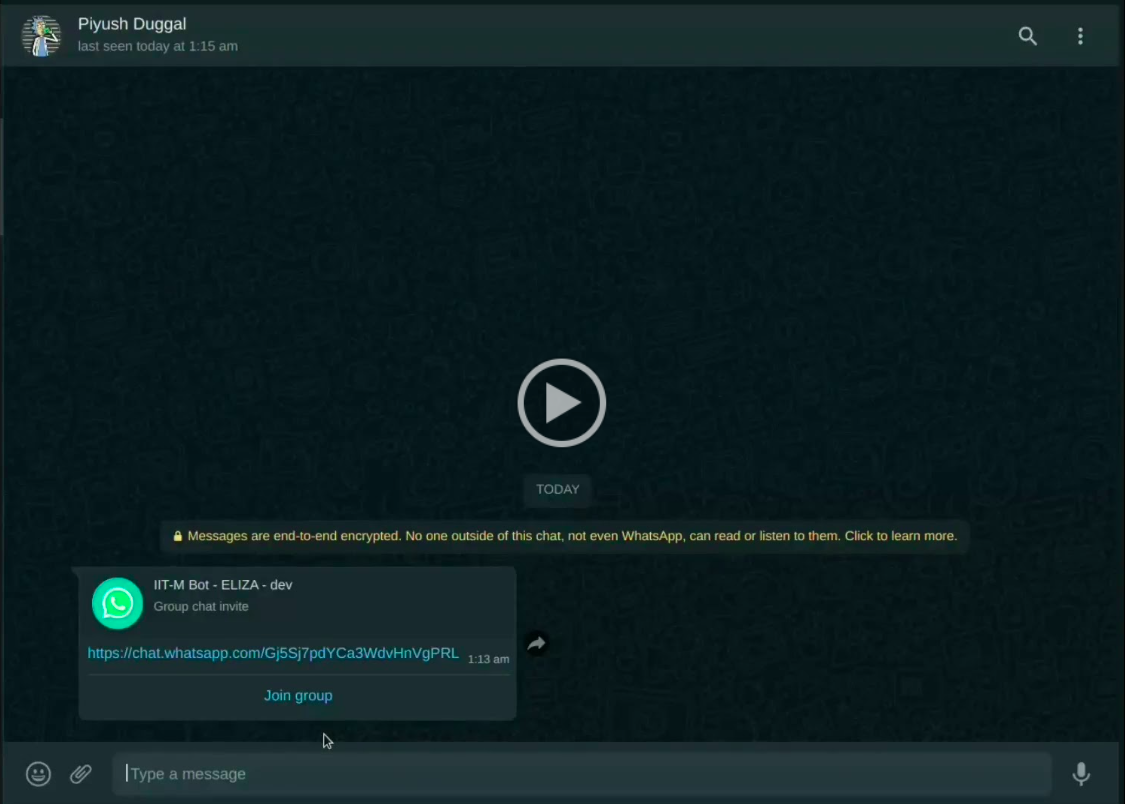 Piyush Duggal
last seen today at 1:15 am
TODAY
Messages are end-to-end encrypted. No one outside of this chat, not even WhatsApp, can read or listen to them. Click to learn more.
IIT-M Bot - ELIZA - dev
Group chat invite
https://chat.whatsapp.com/Gj5Sj7pdYCa3WdvHnVgPRL 1:13 am
Join group
Type a message